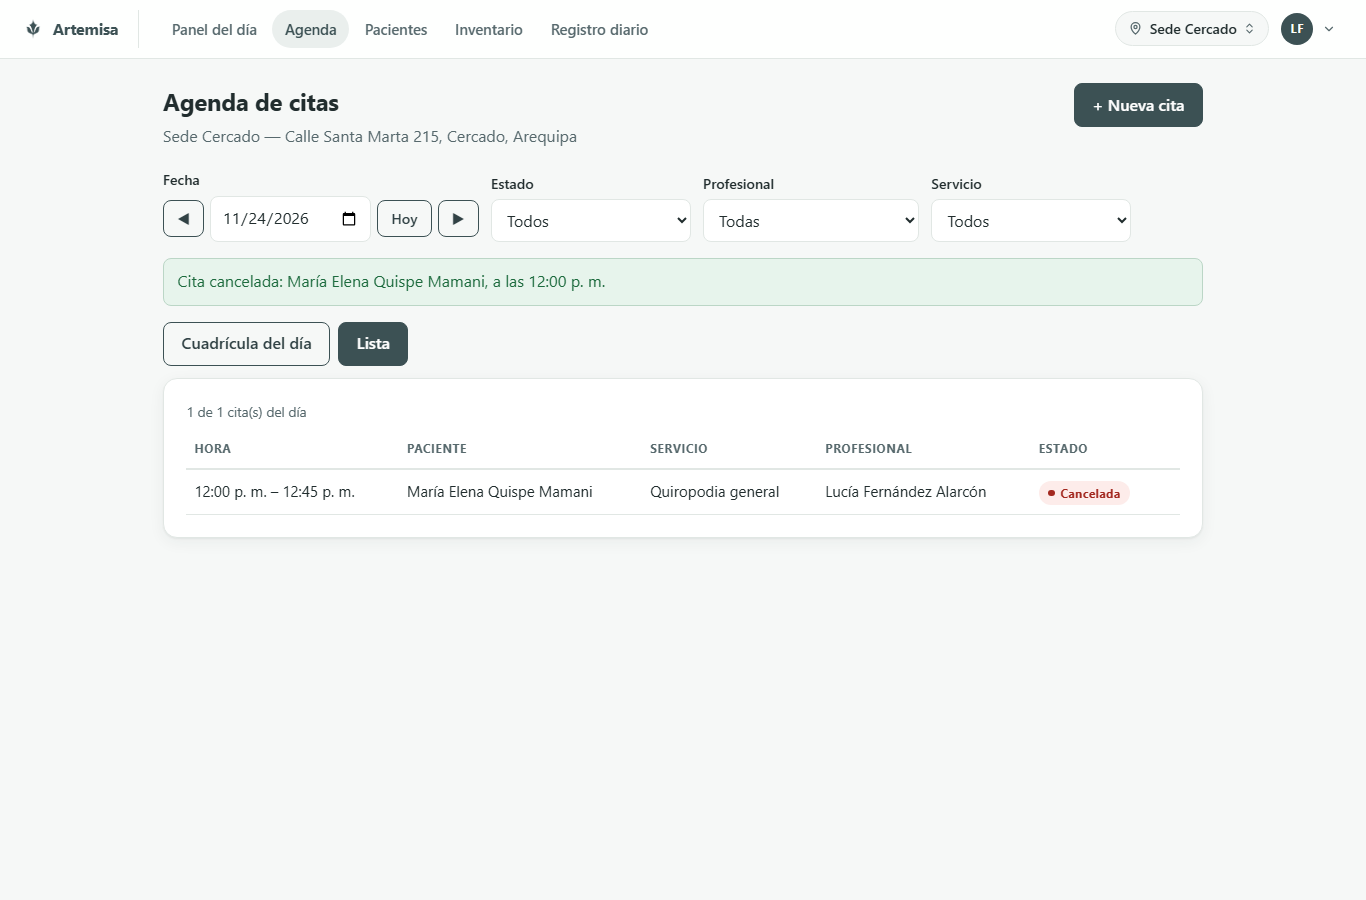 Artemisa
Panel del día
Agenda
Pacientes
Inventario
Registro diario
Sede Cercado
LF
Agenda de citas
+ Nueva cita
Sede Cercado — Calle Santa Marta 215, Cercado, Arequipa
Fecha
Estado
Profesional
Servicio
11/24/2026
Hoy
Todos
Todas
Todos
Cita cancelada: María Elena Quispe Mamani, a las 12:00 p. m.
Cuadrícula del día
Lista
1 de 1 cita(s) del día
HORA
PACIENTE
SERVICIO
PROFESIONAL
ESTADO
12:00 p. m. – 12:45 p. m.
María Elena Quispe Mamani
Quiropodia general
Lucía Fernández Alarcón
Cancelada